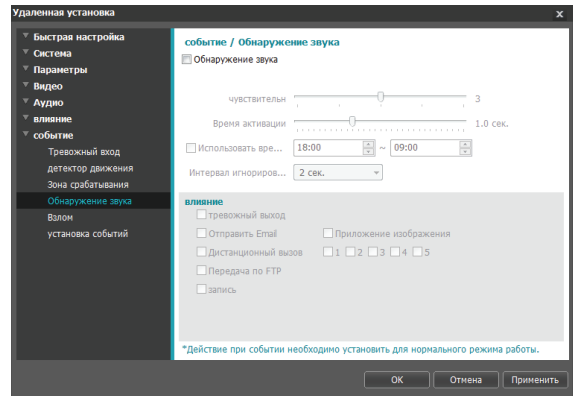 Удаленная установка x
Быстрая настройка
Система
Параметры
Видео
Аудио
влияние
событие
Тревожный вход
детектор движения
Зона срабатывания
Обнаружение звука
Взлом
установка событий
событие / Обнаружение звука
Обнаружение звука
чувствительн 3
Время активации 1.0 сек.
Использовать вре... 18:00 ~ 09:00
Интервал игнориров... 2 сек.
влияние
тревожный выход
Отправить Email Приложение изображения
Дистанционный вызов 1 2 3 4 5
Передача по FTP
запись
*Действие при событии необходимо установить для нормального режима работы.
OK Отмена Применить